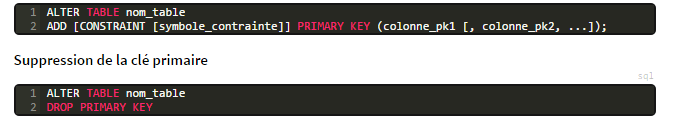 1 ALTER TABLE nom_table
2 ADD [CONSTRAINT [symbole_contrainte]] PRIMARY KEY (colonne_pk1 [, colonne_pk2, ...]);
Suppression de la clé primaire
sql
1 ALTER TABLE nom_table
2 DROP PRIMARY KEY